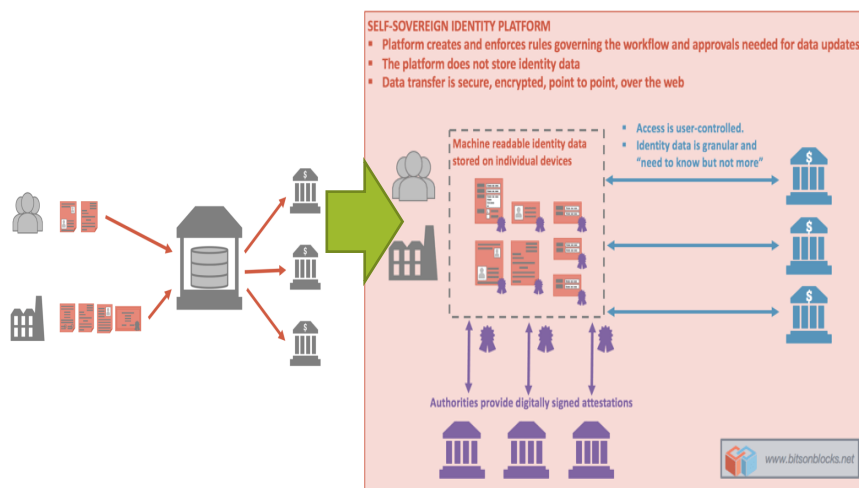 SELF-SOVEREIGN IDENTITY PLATFORM
▪ Platform creates and enforces rules governing the workflow and approvals needed for data updates
▪ The platform does not store identity data
▪ Data transfer is secure, encrypted, point to point, over the web
Machine readable identity data
stored on individual devices
▪ Access is user-controlled.
▪ Identity data is granular and
“need to know but not more”
$
$
$
$
$
$
Authorities provide digitally signed attestations
www.bitsonblocks.net